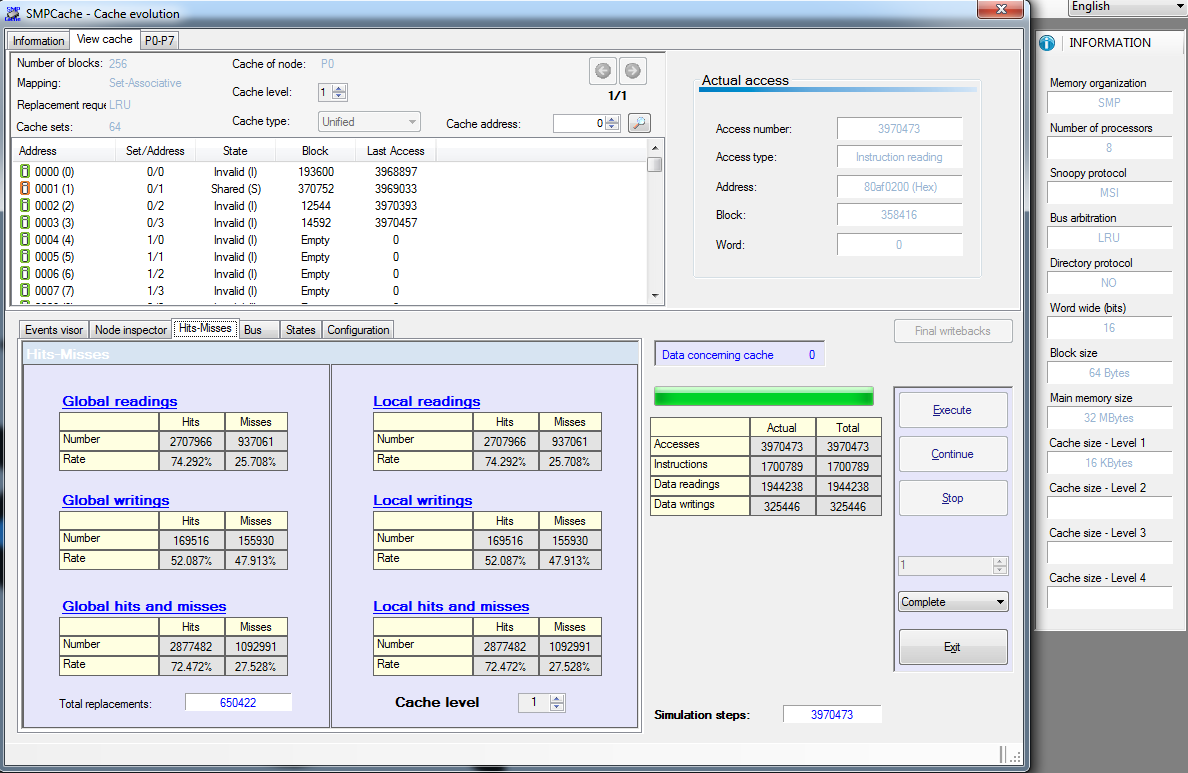 SMPCache - Cache evolution
English
Information View cache P0-P7
INFORMATION
Number of blocks: 256
Mapping: Set-Associative
Replacement reque LRU
Cache sets: 64
Cache of node: P0
Cache level: 1
Cache type: Unified
1/1
Cache address: 0
Address Set/Address State Block Last Access
0000 (0) 0/0 Invalid (I) 193600 3968897
0001 (1) 0/1 Shared (S) 370752 3969033
0002 (2) 0/2 Invalid (I) 12544 3970393
0003 (3) 0/3 Invalid (I) 14592 3970457
0004 (4) 1/0 Invalid (I) Empty 0
0005 (5) 1/1 Invalid (I) Empty 0
0006 (6) 1/2 Invalid (I) Empty 0
0007 (7) 1/3 Invalid (I) Empty 0
Actual access
Access number: 3970473
Access type: Instruction reading
Address: 80af0200 (Hex)
Block: 358416
Word: 0
Events visor Node inspector Hits-Misses Bus States Configuration
Hits-Misses
Global readings
Hits Misses
Number 2707966 937061
Rate 74.292% 25.708%
Global writings
Hits Misses
Number 169516 155930
Rate 52.087% 47.913%
Global hits and misses
Hits Misses
Number 2877482 1092991
Rate 72.472% 27.528%
Total replacements: 650422
Local readings
Hits Misses
Number 2707966 937061
Rate 74.292% 25.708%
Local writings
Hits Misses
Number 169516 155930
Rate 52.087% 47.913%
Local hits and misses
Hits Misses
Number 2877482 1092991
Rate 72.472% 27.528%
Cache level 1
Final writebacks
Data concerning cache 0
Actual Total
Accesses 3970473 3970473
Instructions 1700789 1700789
Data readings 1944238 1944238
Data writings 325446 325446
Execute
Continue
Stop
1
Complete
Exit
Simulation steps: 3970473
Memory organization
SMP
Number of processors
8
Snoopy protocol
MSI
Bus arbitration
LRU
Directory protocol
NO
Word wide (bits)
16
Block size
64 Bytes
Main memory size
32 MBytes
Cache size - Level 1
16 KBytes
Cache size - Level 2
Cache size - Level 3
Cache size - Level 4